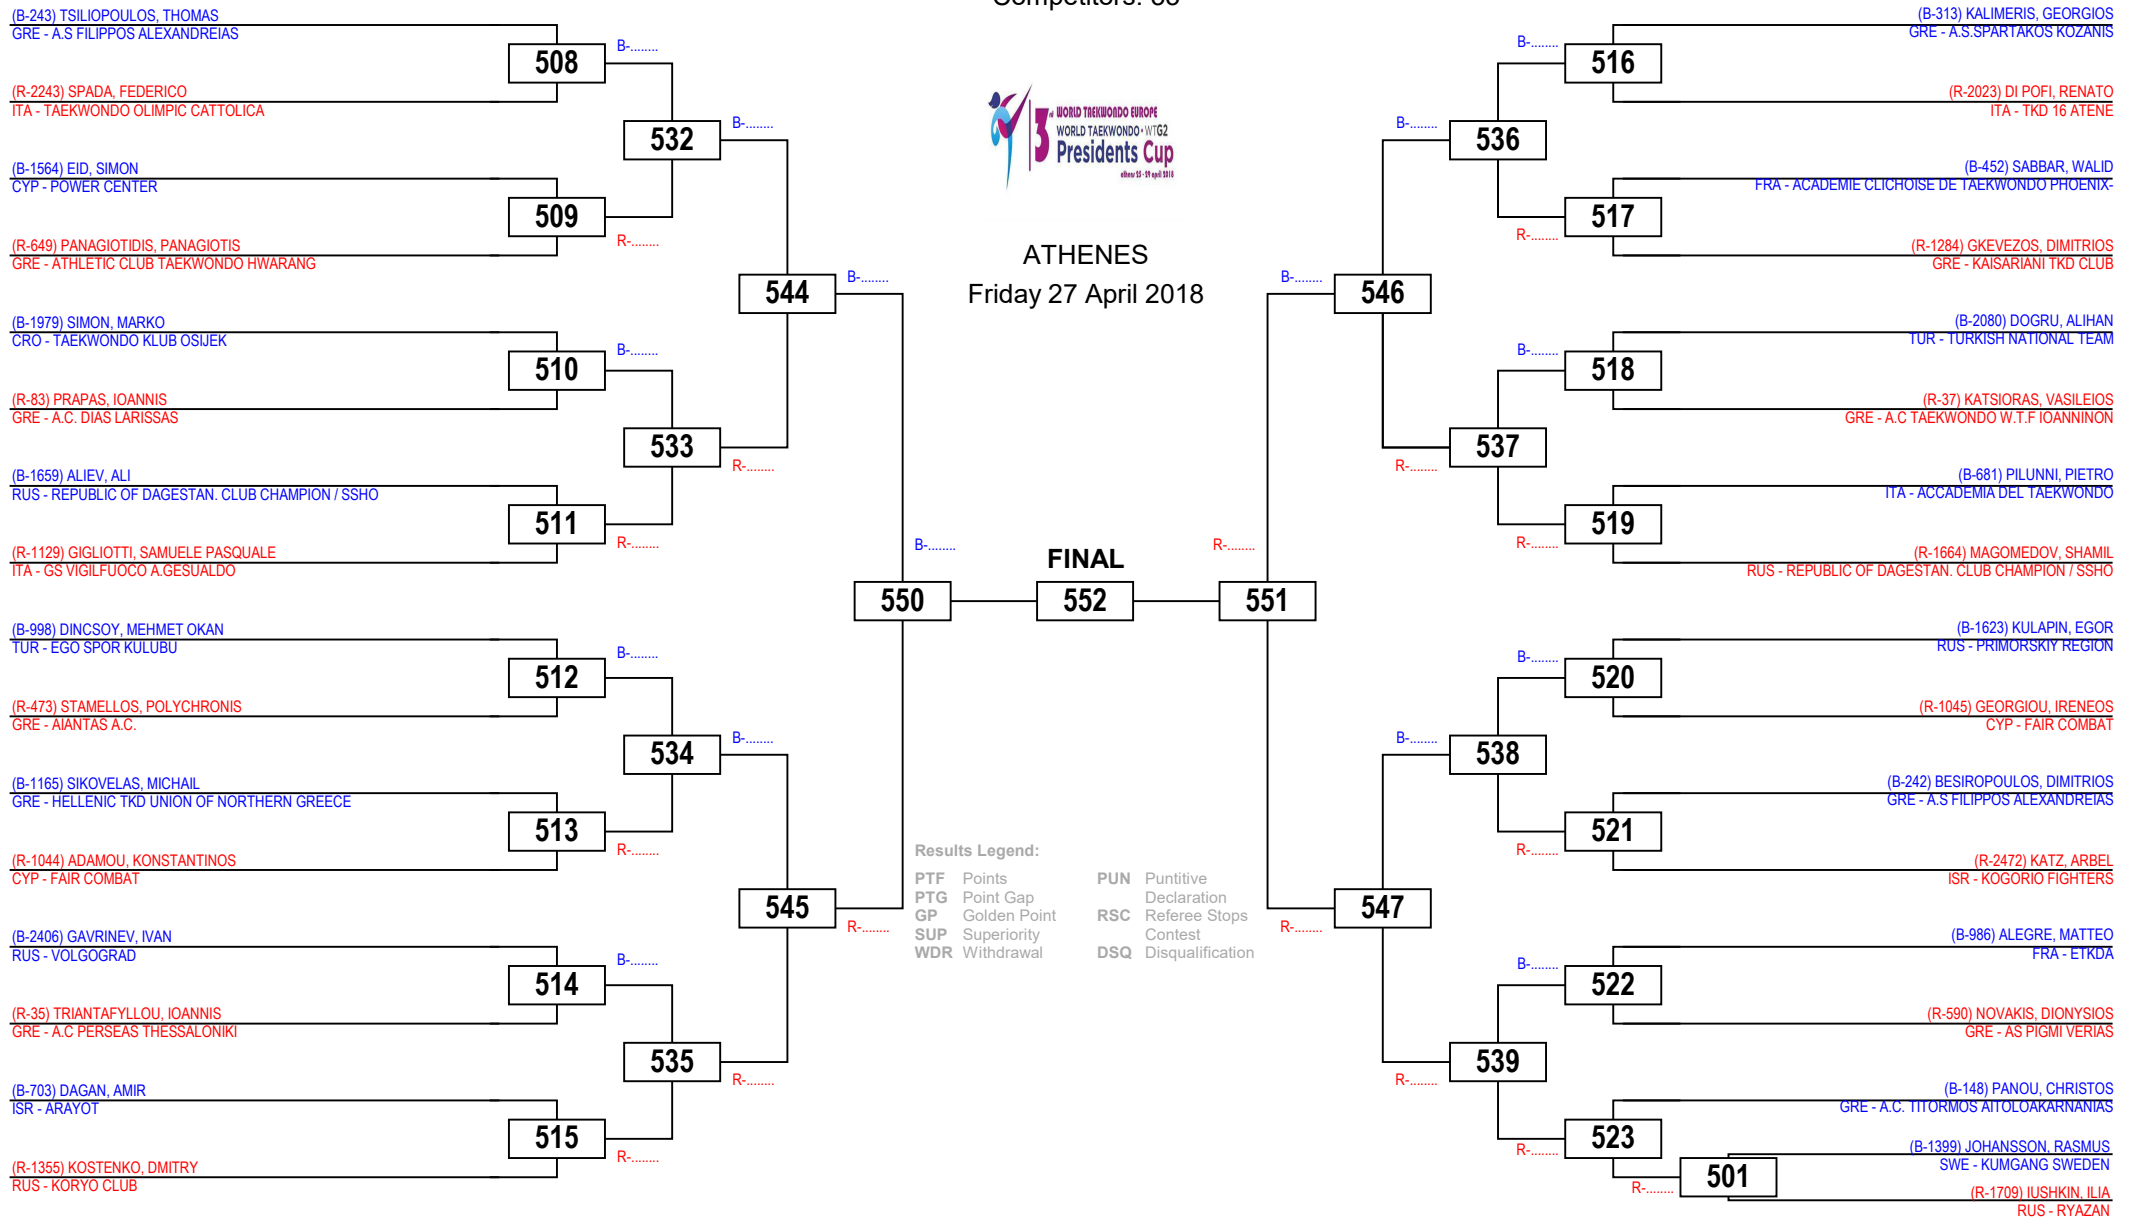 Competitors: 33
(B-243) TSILIOPOULOS, THOMAS
GRE - A.S FILIPPOS ALEXANDREIAS
508
B-........
(R-2243) SPADA, FEDERICO
ITA - TAEKWONDO OLIMPIC CATTOLICA
532
B-........
(B-1564) EID, SIMON
CYP - POWER CENTER
509
R-........
(R-649) PANAGIOTIDIS, PANAGIOTIS
GRE - ATHLETIC CLUB TAEKWONDO HWARANG
544
B-........
(B-1979) SIMON, MARKO
CRO - TAEKWONDO KLUB OSIJEK
510
B-........
(R-83) PRAPAS, IOANNIS
GRE - A.C. DIAS LARISSAS
533
R-........
(B-1659) ALIEV, ALI
RUS - REPUBLIC OF DAGESTAN. CLUB CHAMPION / SSHO
511
R-........
(R-1129) GIGLIOTTI, SAMUELE PASQUALE
ITA - GS VIGILFUOCO A.GESUALDO
550
B-........
(B-998) DINCSOY, MEHMET OKAN
TUR - EGO SPOR KULUBU
512
B-........
(R-473) STAMELLOS, POLYCHRONIS
GRE - AIANTAS A.C.
534
B-........
(B-1165) SIKOVELAS, MICHAIL
GRE - HELLENIC TKD UNION OF NORTHERN GREECE
513
R-........
(R-1044) ADAMOU, KONSTANTINOS
CYP - FAIR COMBAT
545
R-........
(B-2406) GAVRINEV, IVAN
RUS - VOLGOGRAD
514
B-........
(R-35) TRIANTAFYLLOU, IOANNIS
GRE - A.C PERSEAS THESSALONIKI
535
R-........
(B-703) DAGAN, AMIR
ISR - ARAYOT
515
R-........
(R-1355) KOSTENKO, DMITRY
RUS - KORYO CLUB
3rd WORLD TAEKWONDO EUROPE
WORLD TAEKWONDO • WTG2
Presidents Cup
athens 25 - 29 april 2018
ATHENES
Friday 27 April 2018
FINAL
552
Results Legend:
PTF Points
PTG Point Gap
GP Golden Point
SUP Superiority
WDR Withdrawal
PUN Puntitive
Declaration
RSC Referee Stops
Contest
DSQ Disqualification
(B-313) KALIMERIS, GEORGIOS
GRE - A.S.SPARTAKOS KOZANIS
B-........
516
(R-2023) DI POFI, RENATO
ITA - TKD 16 ATENE
B-........
536
(B-452) SABBAR, WALID
FRA - ACADEMIE CLICHOISE DE TAEKWONDO PHOENIX-
517
R-........
(R-1284) GKEVEZOS, DIMITRIOS
GRE - KAISARIANI TKD CLUB
B-........
546
(B-2080) DOGRU, ALIHAN
TUR - TURKISH NATIONAL TEAM
B-........
518
(R-37) KATSIORAS, VASILEIOS
GRE - A.C TAEKWONDO W.T.F IOANNINON
537
R-........
(B-681) PILUNNI, PIETRO
ITA - ACCADEMIA DEL TAEKWONDO
519
R-........
(R-1664) MAGOMEDOV, SHAMIL
RUS - REPUBLIC OF DAGESTAN. CLUB CHAMPION / SSHO
R-........
551
(B-1623) KULAPIN, EGOR
RUS - PRIMORSKIY REGION
B-........
520
(R-1045) GEORGIOU, IRENEOS
CYP - FAIR COMBAT
B-........
538
(B-242) BESIROPOULOS, DIMITRIOS
GRE - A.S FILIPPOS ALEXANDREIAS
521
R-........
(R-2472) KATZ, ARBEL
ISR - KOGORIO FIGHTERS
547
R-........
(B-986) ALEGRE, MATTEO
FRA - ETKDA
B-........
522
(R-590) NOVAKIS, DIONYSIOS
GRE - AS PIGMI VERIAS
539
R-........
(B-148) PANOU, CHRISTOS
GRE - A.C. TITORMOS AITOLOAKARNANIAS
523
R-........
(B-1399) JOHANSSON, RASMUS
SWE - KUMGANG SWEDEN
501
R-........
(R-1709) IUSHKIN, ILIA
RUS - RYAZAN